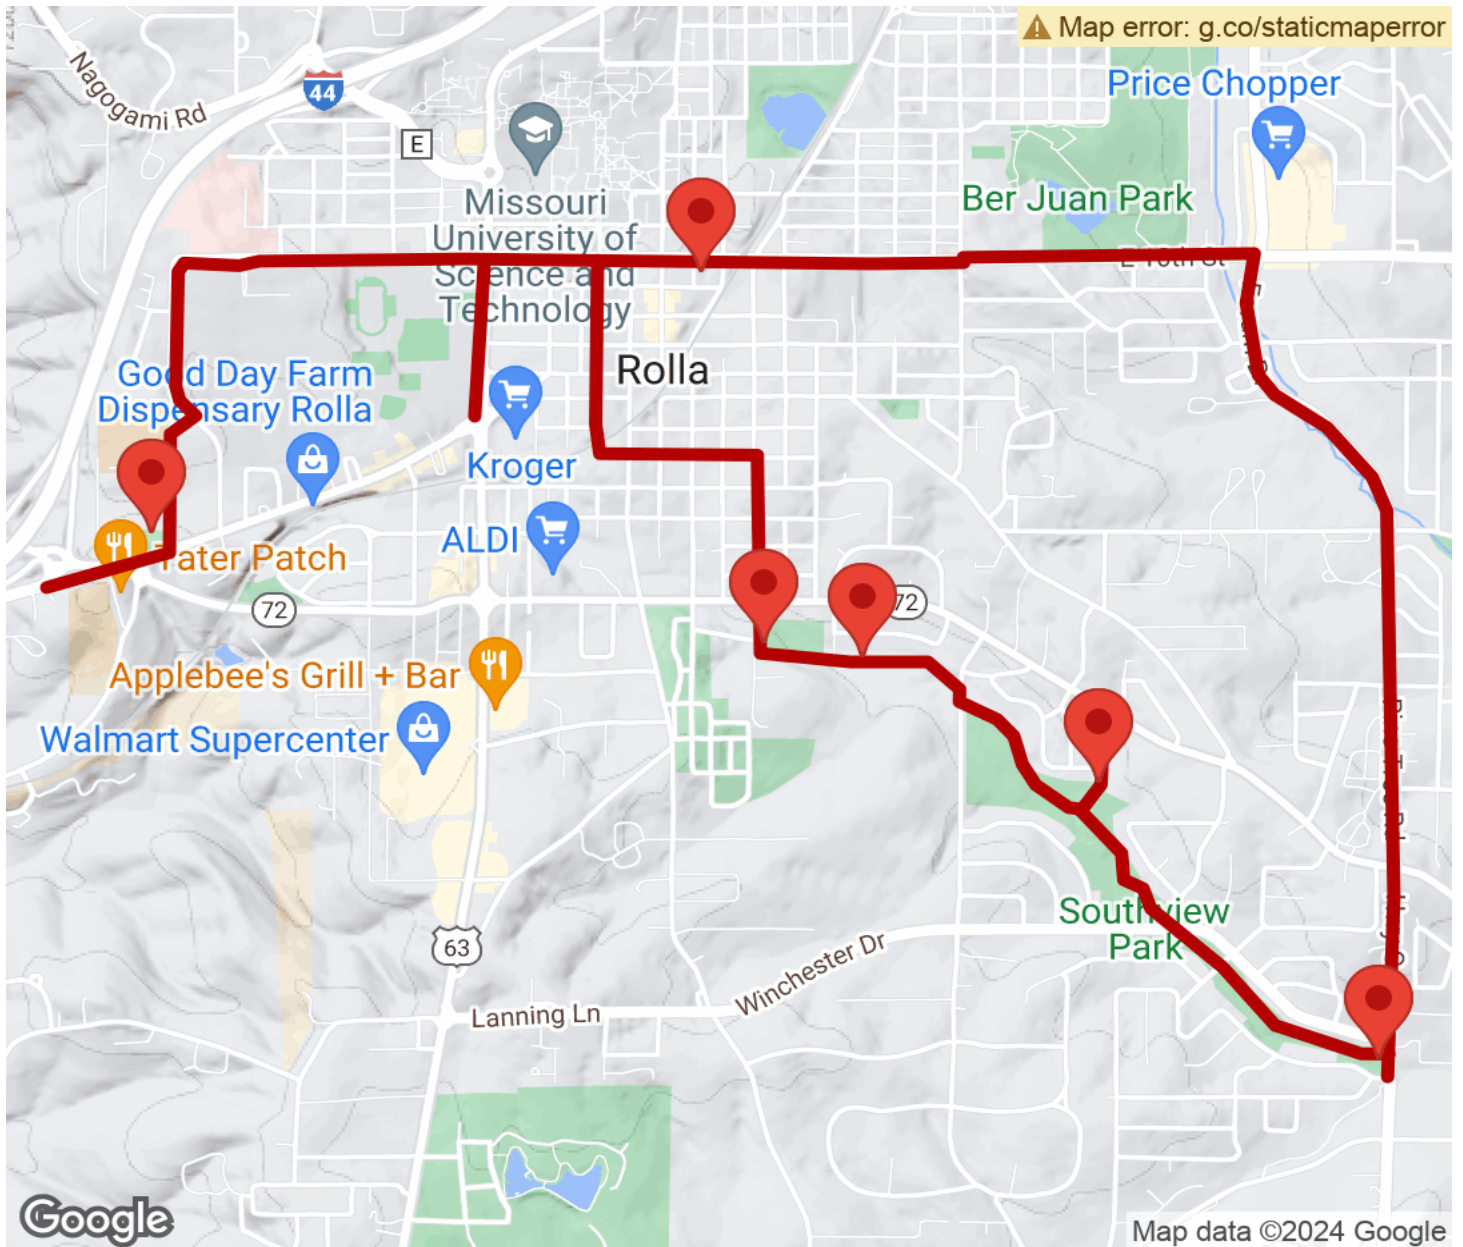 Map error: g.co/staticmaperror
Nagogami Rd
44
E
Price Chopper
Missouri
University of
Science and
Technology
Ber Juan Park
E 10th St
Rolla
Good Day Farm
Dispensary Rolla
Kroger
ALDI
Tater Patch
72
72
Applebee's Grill + Bar
Walmart Supercenter
Southview
Park
63
Winchester Dr
Lanning Ln
Google
Map data ©2024 Google